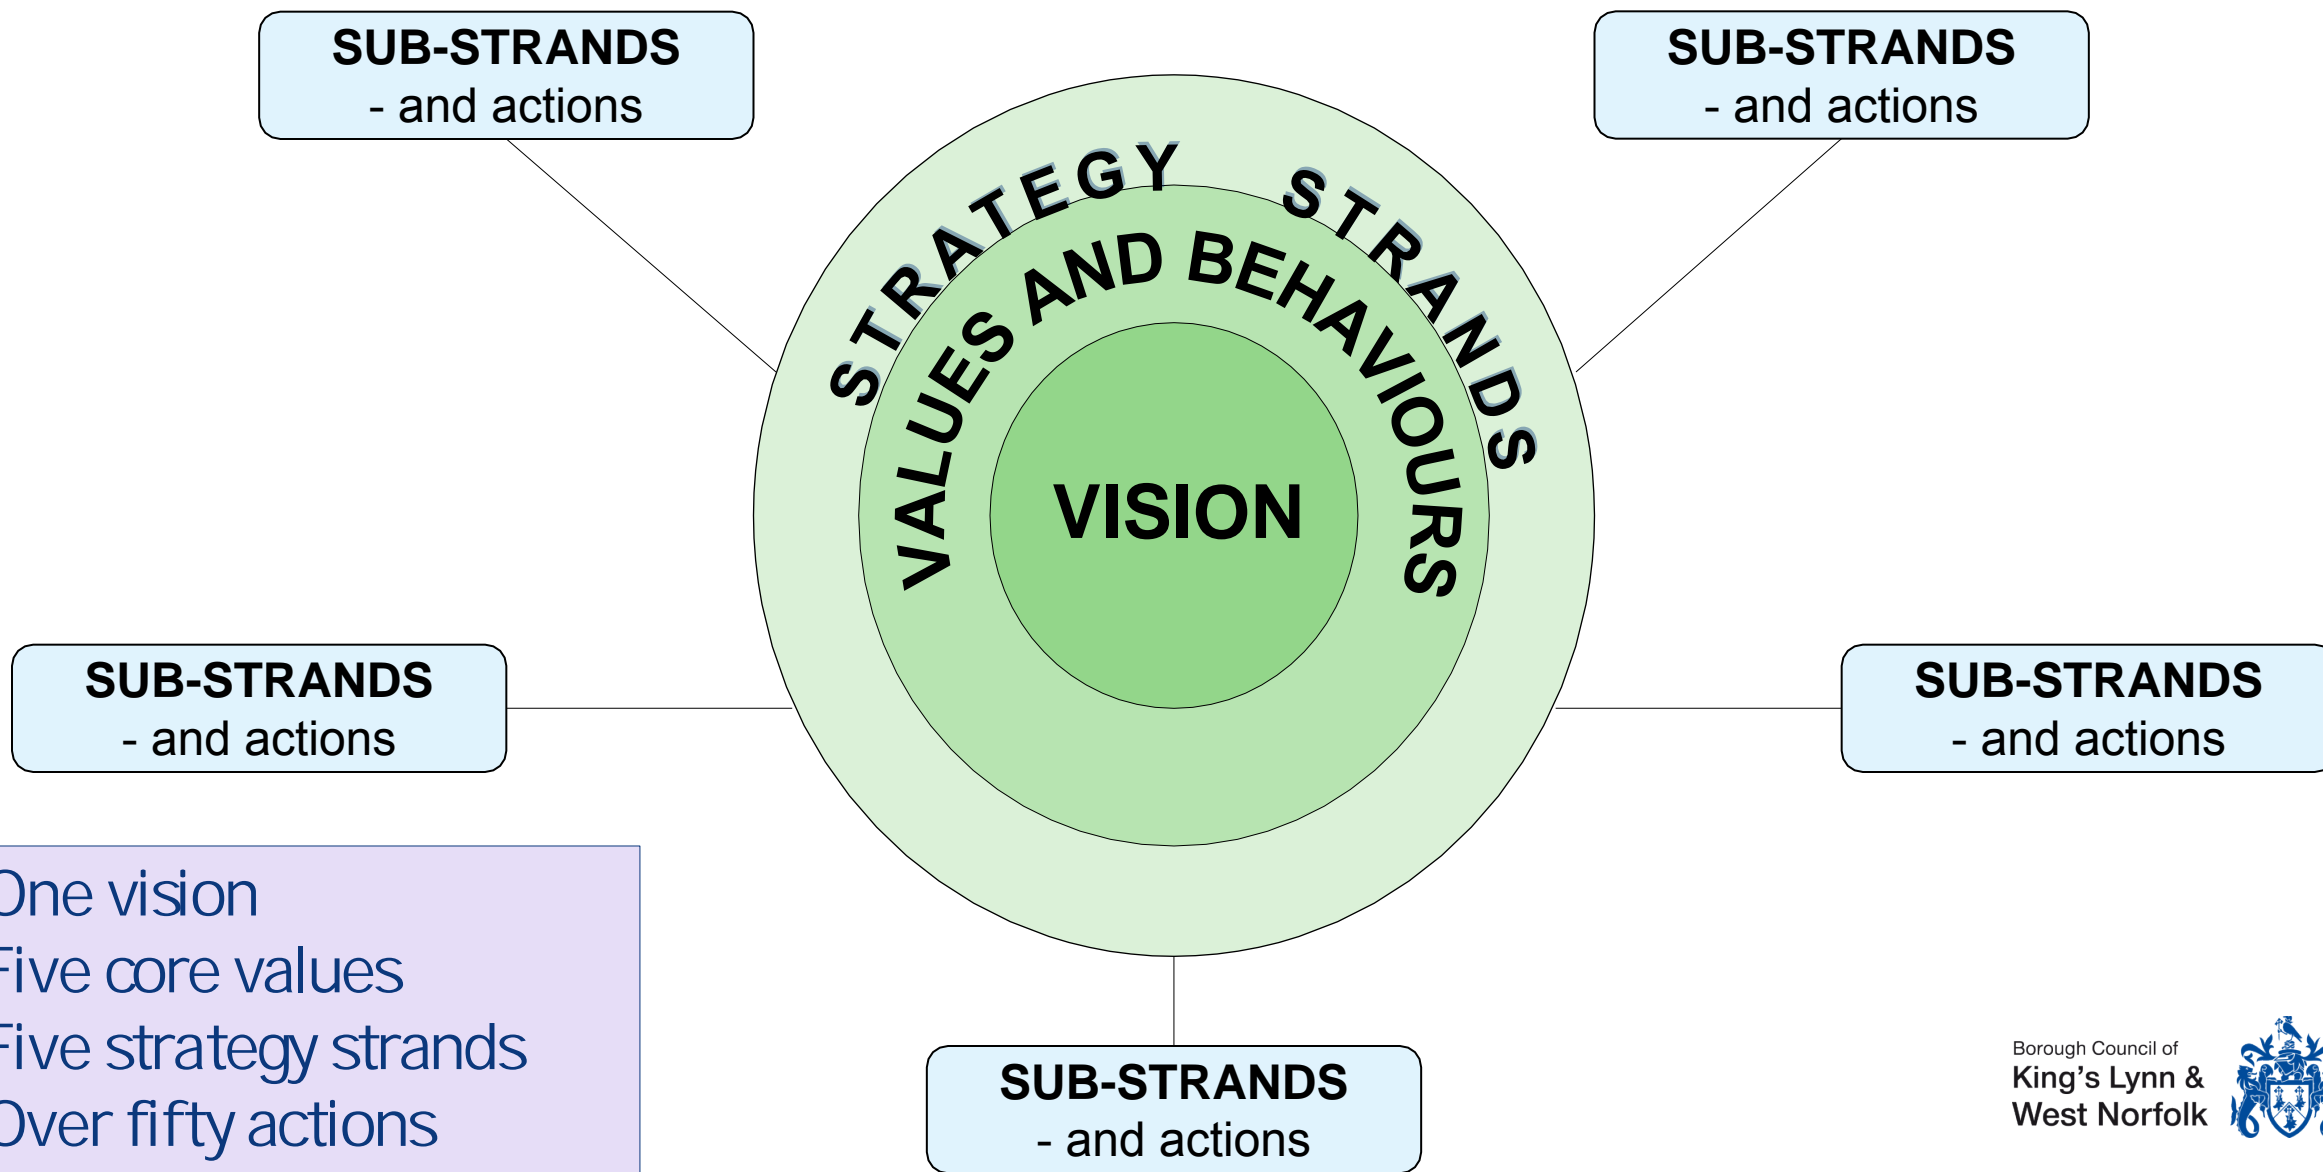 SUB-STRANDS
- and actions
SUB-STRANDS
- and actions
STRATEGY STRANDS
VALUES AND BEHAVIOURS
VISION
SUB-STRANDS
- and actions
SUB-STRANDS
- and actions
One vision
Five core values
Five strategy strands
Over fifty actions
SUB-STRANDS
- and actions
Borough Council of
King's Lynn &
West Norfolk